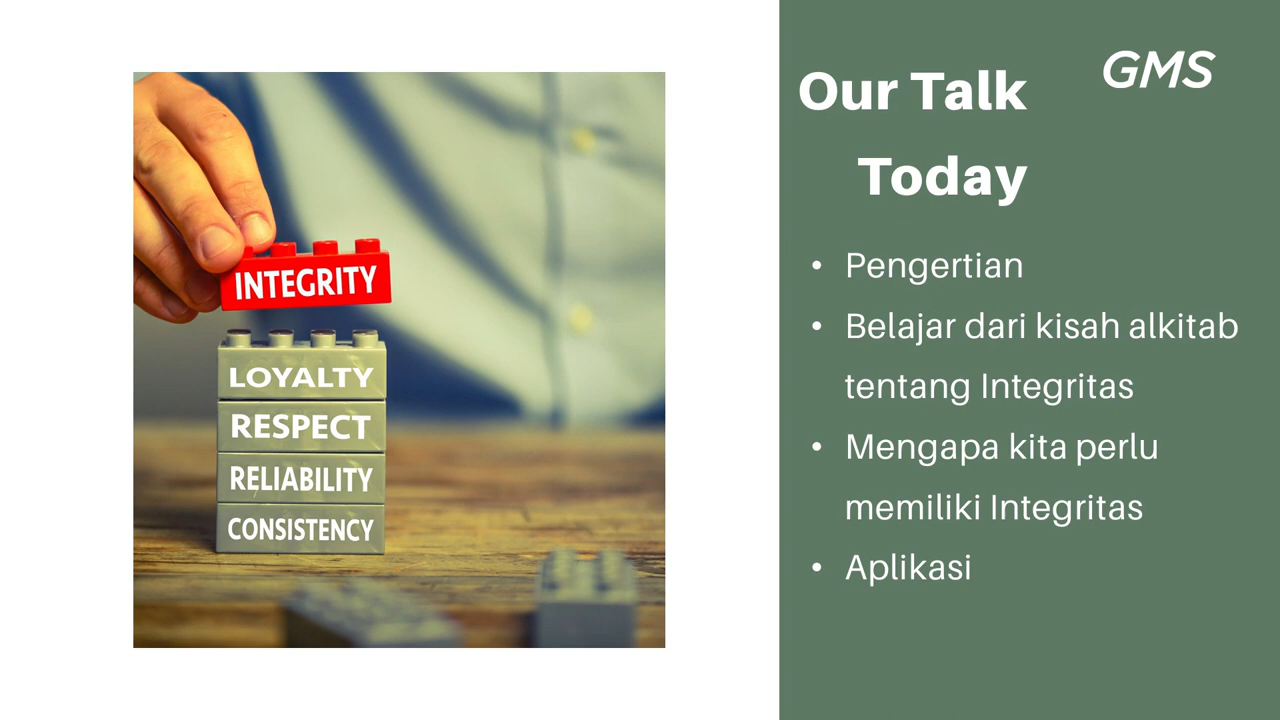 INTEGRITY
LOYALTY
RESPECT
RELIABILITY
CONSISTENCY
GMS
Our Talk
Today
• Pengertian
• Belajar dari kisah alkitab
tentang Integritas
• Mengapa kita perlu
memiliki Integritas
• Aplikasi